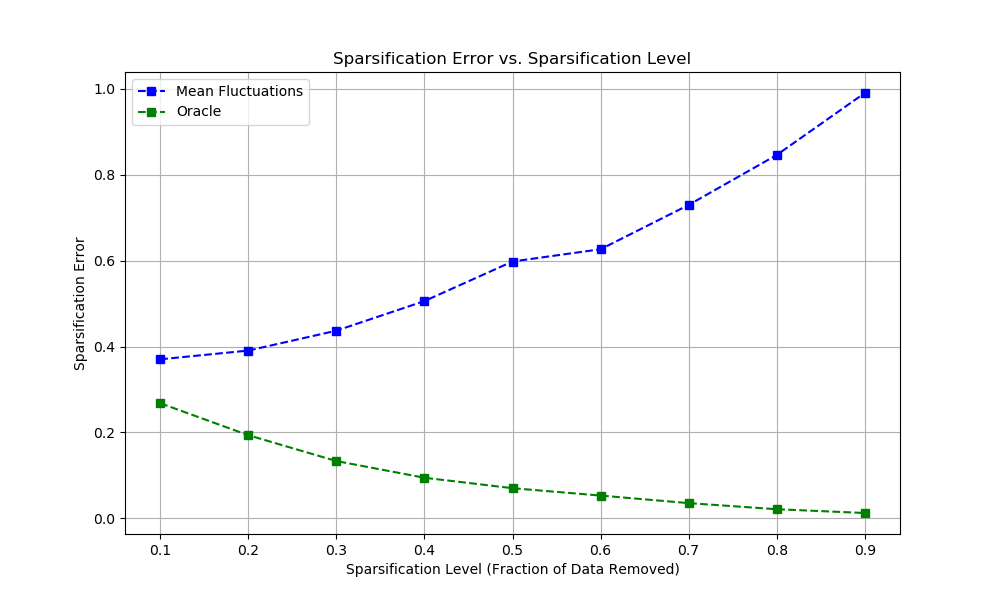 Sparsification Error vs. Sparsification Level
Mean Fluctuations
Oracle
Sparsification Error
1.0
0.8
0.6
0.4
0.2
0.0
0.1 0.2 0.3 0.4 0.5 0.6 0.7 0.8 0.9
Sparsification Level (Fraction of Data Removed)